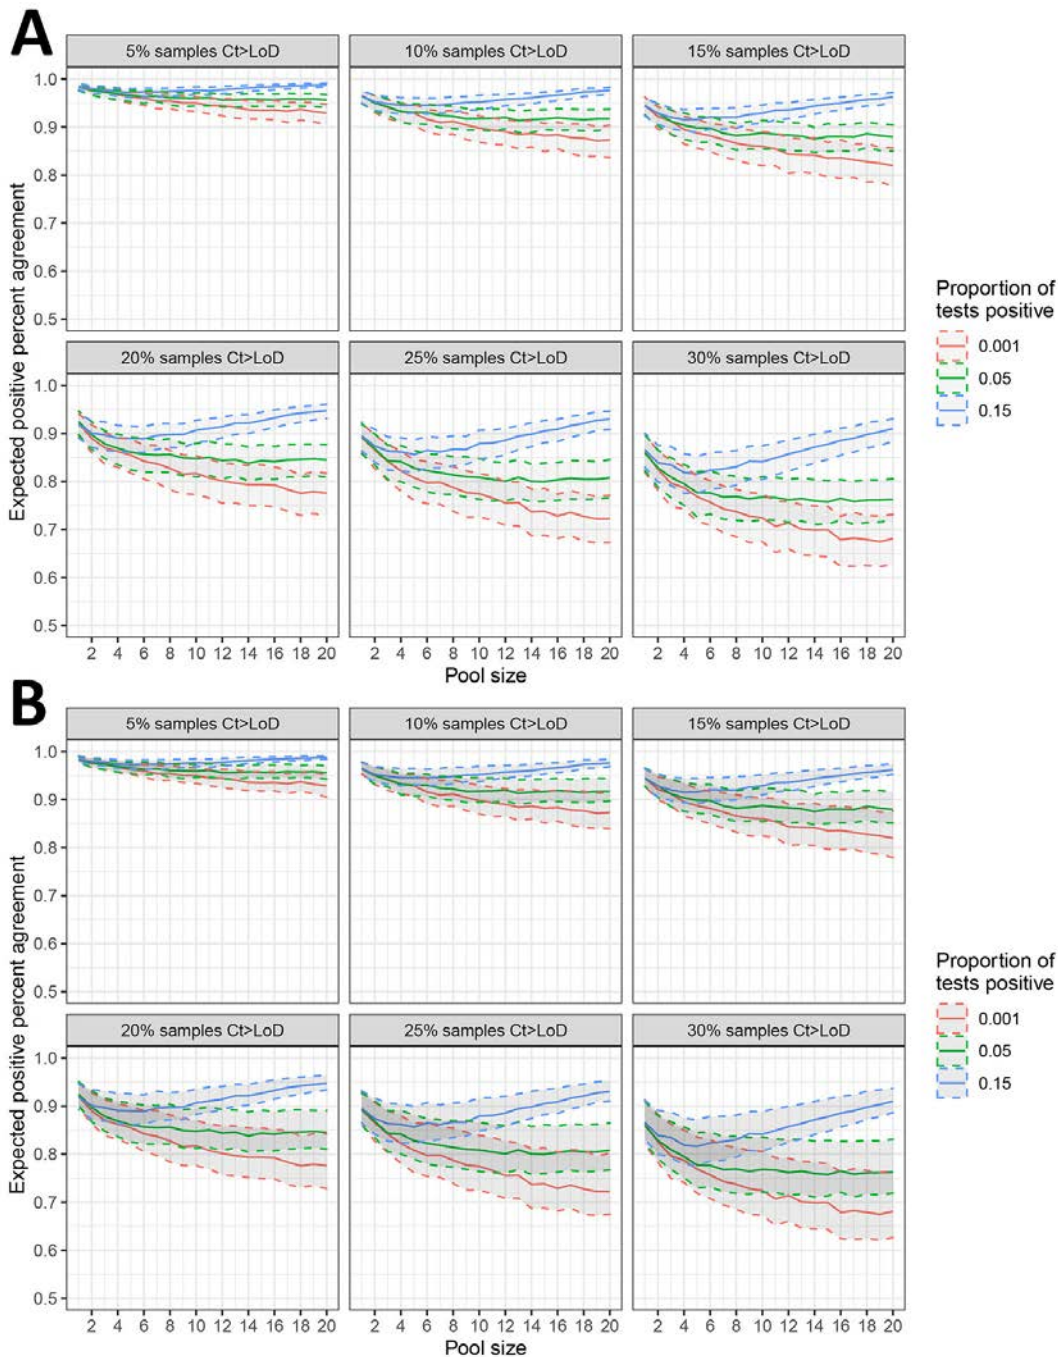 A
5% samples Ct>LoD
10% samples Ct>LoD
15% samples Ct>LoD
1.0
0.9
0.8
0.7
0.6
0.5
20% samples Ct>LoD
25% samples Ct>LoD
30% samples Ct>LoD
1.0
0.9
0.8
0.7
0.6
0.5
2 4 6 8 10 12 14 16 18 20
2 4 6 8 10 12 14 16 18 20
2 4 6 8 10 12 14 16 18 20
Pool size
Expected positive percent agreement
Proportion of
tests positive
0.001
0.05
0.15
B
5% samples Ct>LoD
10% samples Ct>LoD
15% samples Ct>LoD
1.0
0.9
0.8
0.7
0.6
0.5
20% samples Ct>LoD
25% samples Ct>LoD
30% samples Ct>LoD
1.0
0.9
0.8
0.7
0.6
0.5
2 4 6 8 10 12 14 16 18 20
2 4 6 8 10 12 14 16 18 20
2 4 6 8 10 12 14 16 18 20
Pool size
Expected positive percent agreement
Proportion of
tests positive
0.001
0.05
0.15